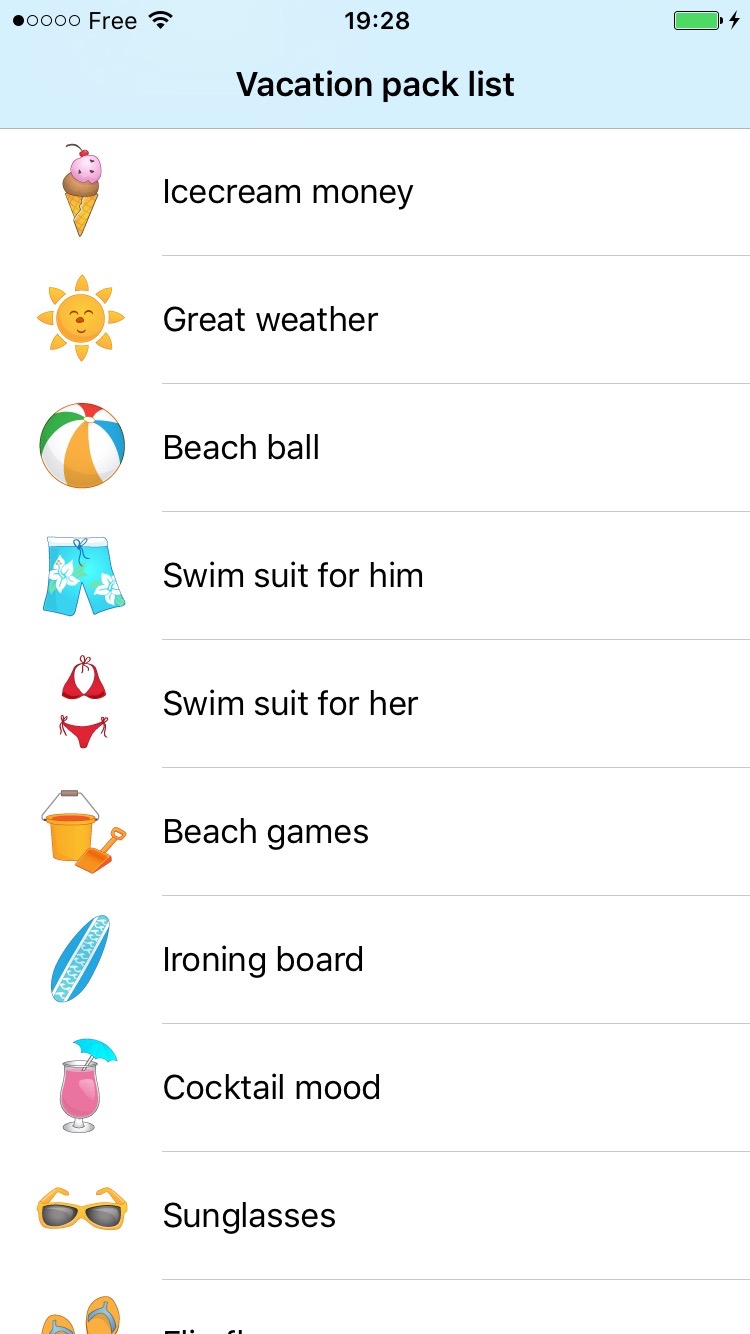 Free 19:28
Vacation pack list
Icecream money
Great weather
Beach ball
Swim suit for him
Swim suit for her
Beach games
Ironing board
Cocktail mood
Sunglasses